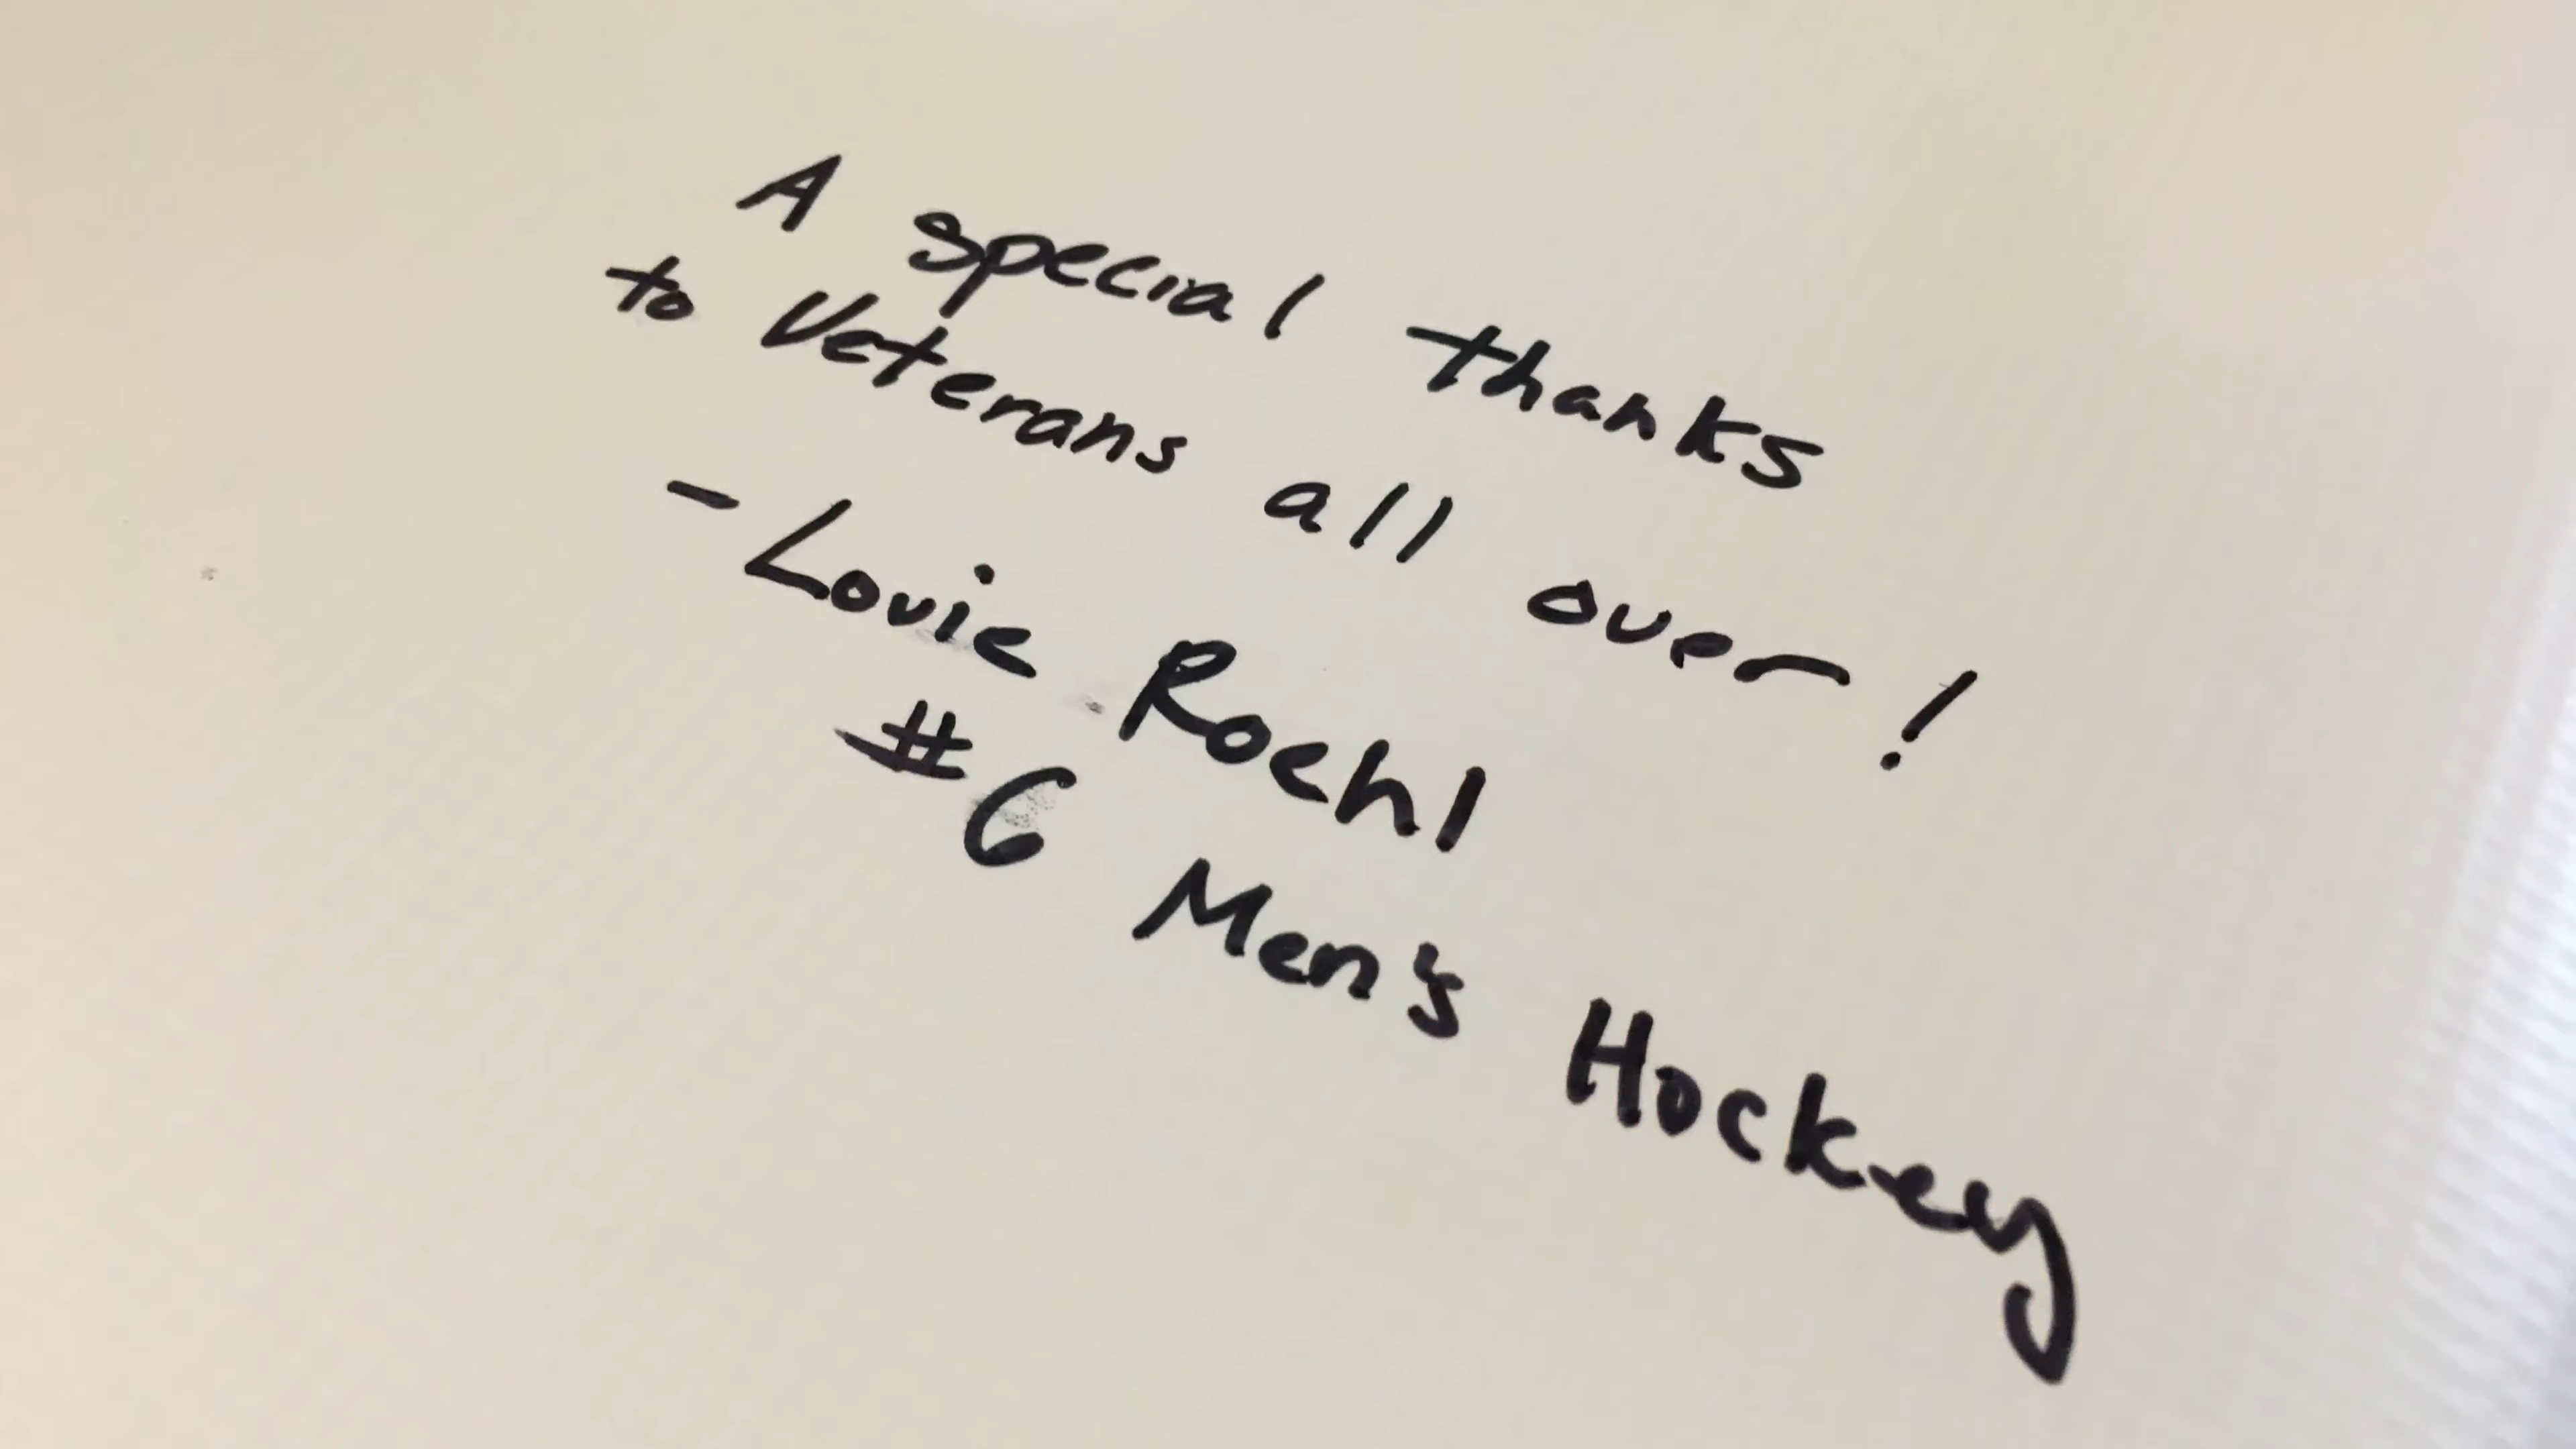 A special thanks
to Veterans all over!
- Louie Roehl
#6 Men's Hockey